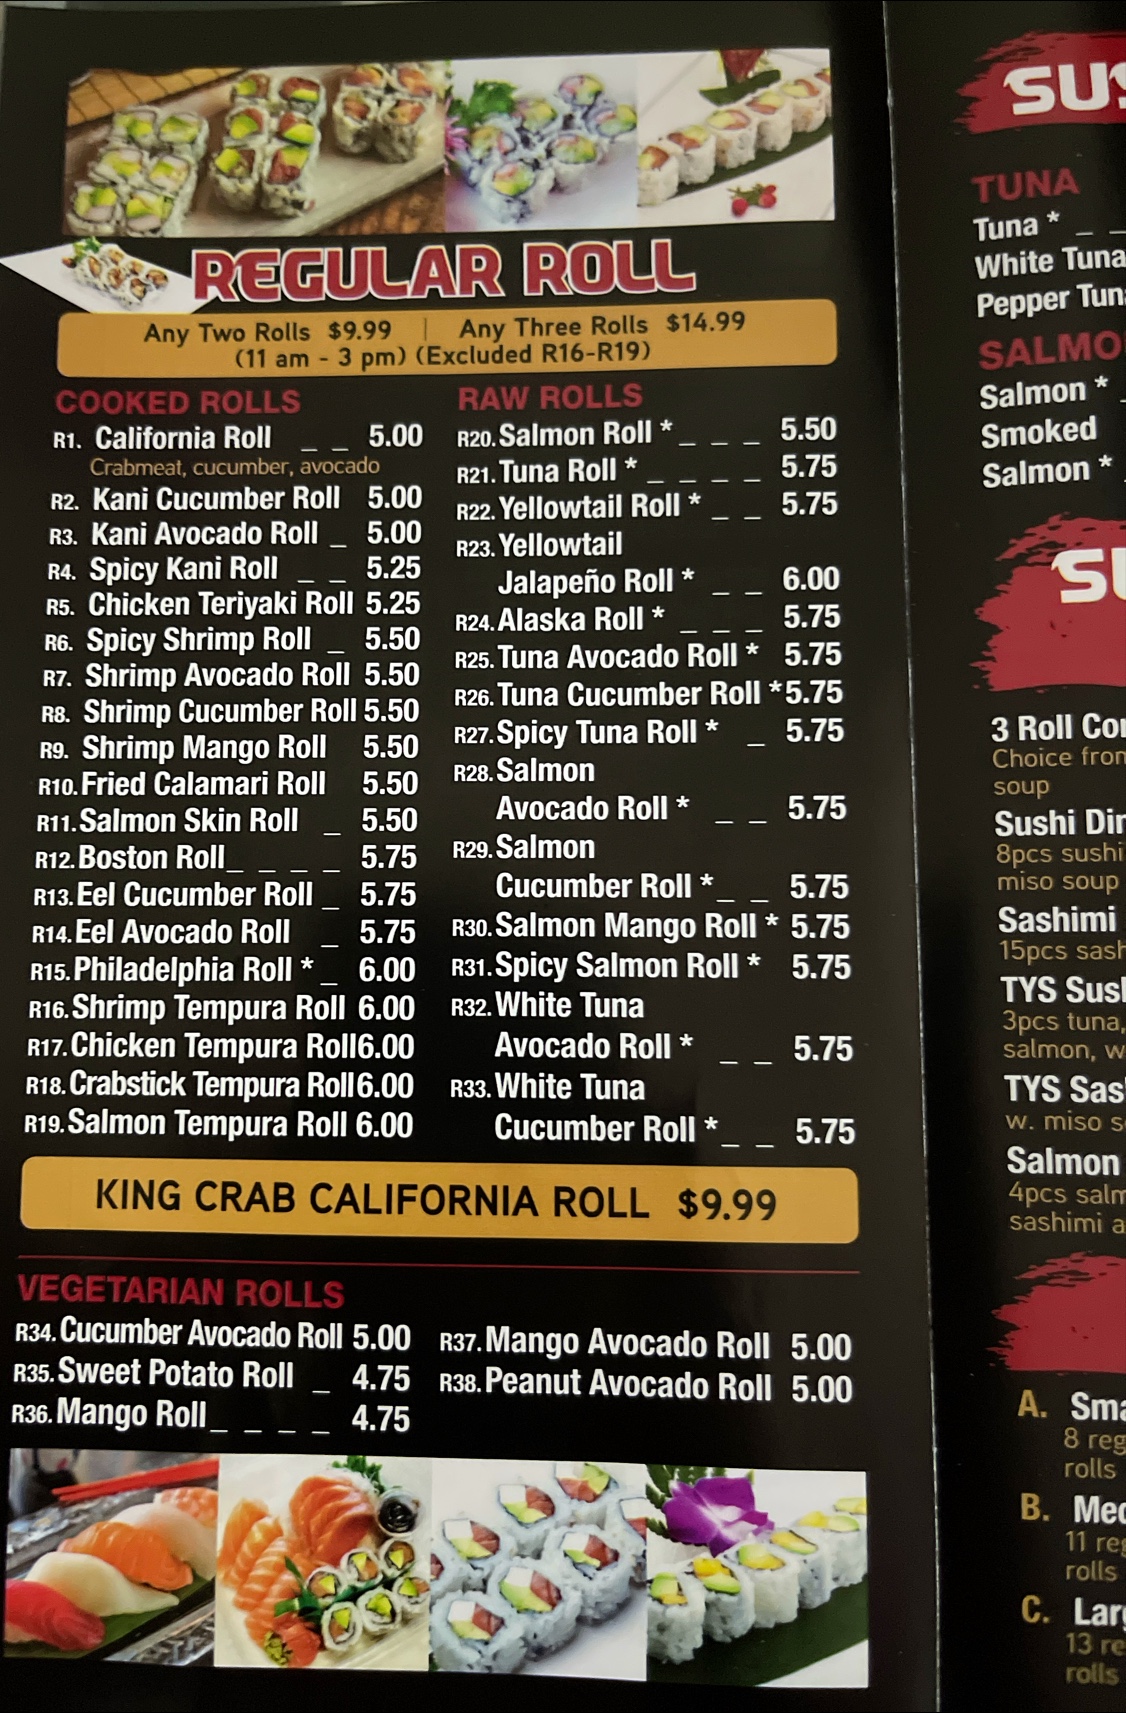 REGULAR ROLL
Any Two Rolls $9.99 | Any Three Rolls $14.99
(11 am - 3 pm) (Excluded R16-R19)
COOKED ROLLS
R1. California Roll _ _ 5.00
Crabmeat, cucumber, avocado
R2. Kani Cucumber Roll 5.00
R3. Kani Avocado Roll _ 5.00
R4. Spicy Kani Roll _ _ 5.25
R5. Chicken Teriyaki Roll 5.25
R6. Spicy Shrimp Roll _ 5.50
R7. Shrimp Avocado Roll 5.50
R8. Shrimp Cucumber Roll 5.50
R9. Shrimp Mango Roll 5.50
R10. Fried Calamari Roll 5.50
R11. Salmon Skin Roll _ 5.50
R12. Boston Roll _ _ _ _ 5.75
R13. Eel Cucumber Roll _ 5.75
R14. Eel Avocado Roll _ 5.75
R15. Philadelphia Roll * _ 6.00
R16. Shrimp Tempura Roll 6.00
R17. Chicken Tempura Roll 6.00
R18. Crabstick Tempura Roll 6.00
R19. Salmon Tempura Roll 6.00
RAW ROLLS
R20. Salmon Roll * _ _ _ 5.50
R21. Tuna Roll * _ _ _ _ 5.75
R22. Yellowtail Roll * _ _ 5.75
R23. Yellowtail
Jalapeño Roll * _ _ 6.00
R24. Alaska Roll * _ _ _ 5.75
R25. Tuna Avocado Roll * 5.75
R26. Tuna Cucumber Roll * 5.75
R27. Spicy Tuna Roll * _ 5.75
R28. Salmon
Avocado Roll * _ _ 5.75
R29. Salmon
Cucumber Roll * _ _ 5.75
R30. Salmon Mango Roll * 5.75
R31. Spicy Salmon Roll * 5.75
R32. White Tuna
Avocado Roll * _ _ 5.75
R33. White Tuna
Cucumber Roll * _ _ 5.75
KING CRAB CALIFORNIA ROLL $9.99
VEGETARIAN ROLLS
R34. Cucumber Avocado Roll 5.00
R35. Sweet Potato Roll _ 4.75
R36. Mango Roll _ _ _ _ 4.75
R37. Mango Avocado Roll 5.00
R38. Peanut Avocado Roll 5.00
TUNA
Tuna * _ _
White Tuna
Pepper
Salmon * _
Smoked
Salmon * _
3 Roll
Choice
soup
Sushi
8pcs sushi
miso soup
Sashimi
15pcs
TYS
3pcs tuna,
salmon,
TYS
w. miso
Salmon
4pcs
sashimi
A.
8
rolls
B.
11
rolls
C.
13
rolls